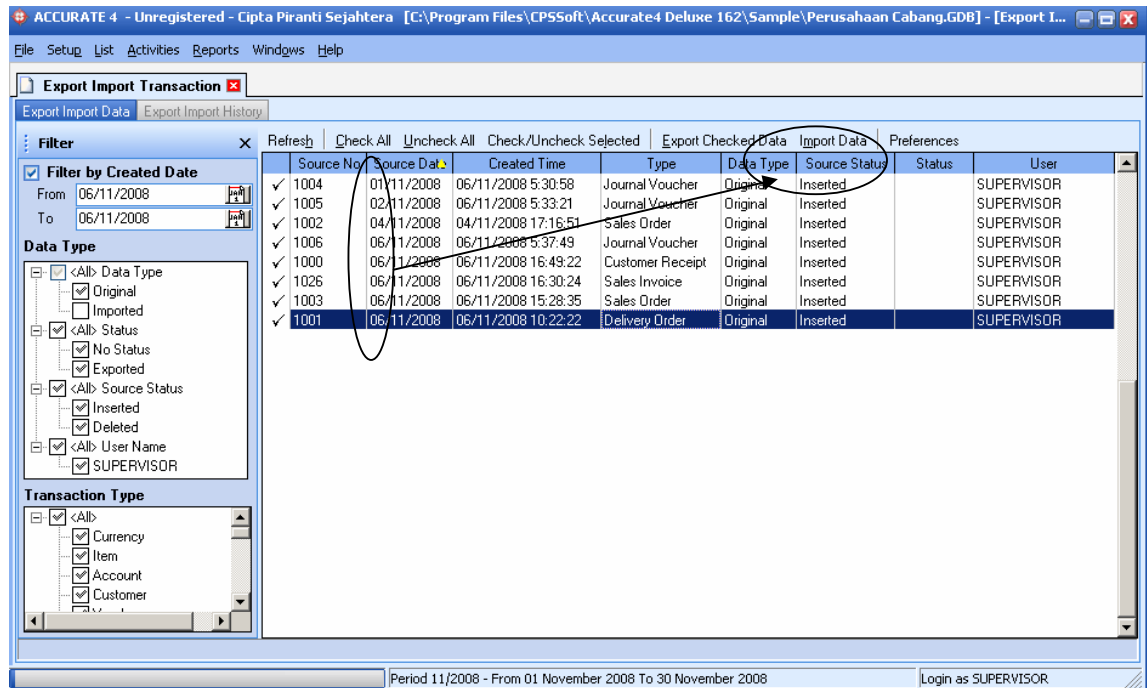 ACCURATE 4 - Unregistered - Cipta Piranti Sejahtera [C:\Program Files\CPSSoft\Accurate4 Deluxe 162\Sample\Perusahaan Cabang.GDB] - [Export I...
File Setup List Activities Reports Windows Help
Export Import Transaction
Export Import Data Export Import History
Filter
Filter by Created Date
From 06/11/2008
To 06/11/2008
Data Type
<All> Data Type
Original
Imported
<All> Status
No Status
Exported
<All> Source Status
Inserted
Deleted
<All> User Name
SUPERVISOR
Transaction Type
<All>
Currency
Item
Account
Customer
Refresh Check All Uncheck All Check/Uncheck Selected Export Checked Data Import Data Preferences
Source No Source Date Created Time Type Data Type Source Status Status User
1004 01/11/2008 06/11/2008 5:30:58 Journal Voucher Original Inserted SUPERVISOR
1005 02/11/2008 06/11/2008 5:33:21 Journal Voucher Original Inserted SUPERVISOR
1002 04/11/2008 04/11/2008 17:16:51 Sales Order Original Inserted SUPERVISOR
1006 06/11/2008 06/11/2008 5:37:49 Journal Voucher Original Inserted SUPERVISOR
1000 06/11/2008 06/11/2008 16:49:22 Customer Receipt Original Inserted SUPERVISOR
1026 06/11/2008 06/11/2008 16:30:24 Sales Invoice Original Inserted SUPERVISOR
1003 06/11/2008 06/11/2008 15:28:35 Sales Order Original Inserted SUPERVISOR
1001 06/11/2008 06/11/2008 10:22:22 Delivery Order Original Inserted SUPERVISOR
Period 11/2008 - From 01 November 2008 To 30 November 2008 Login as SUPERVISOR